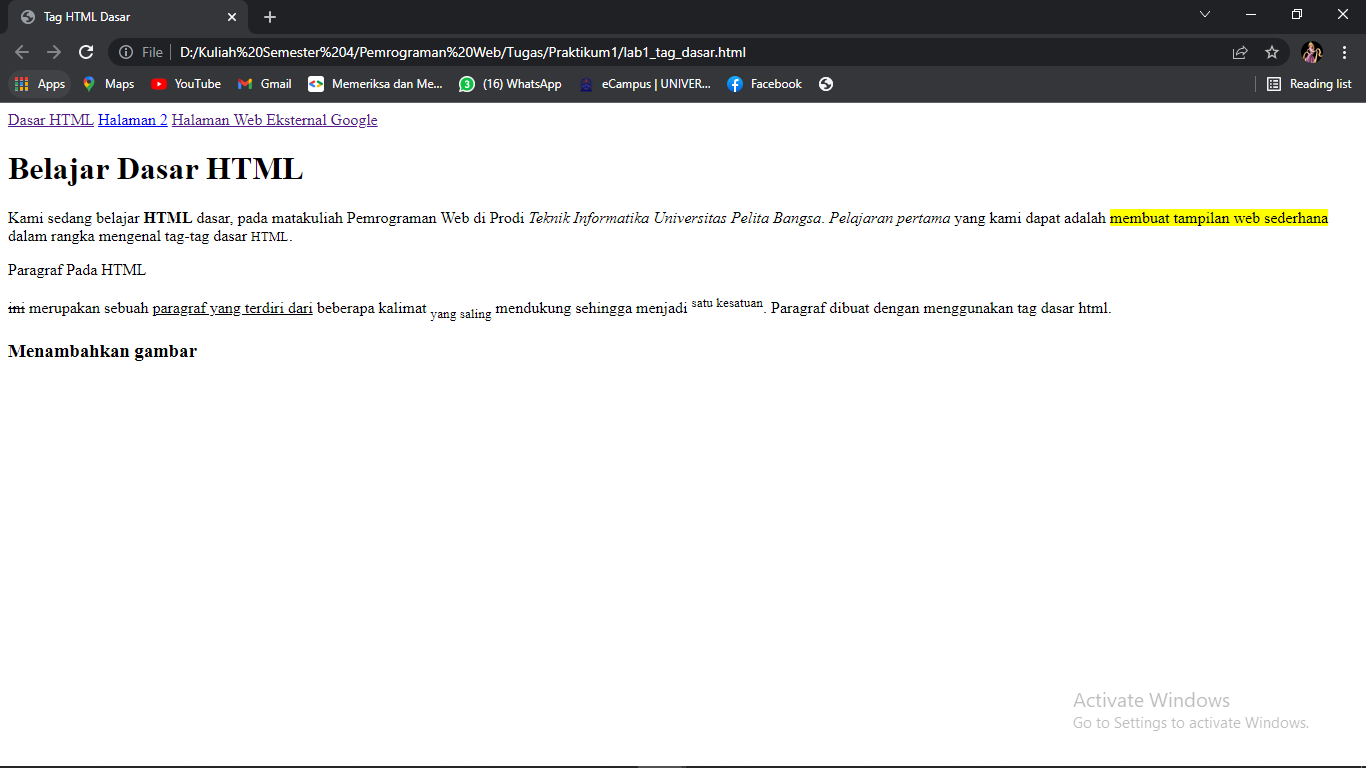 Tag HTML Dasar
File D:/Kuliah%20Semester%204/Pemrograman%20Web/Tugas/Praktikum1/lab1_tag_dasar.html
Apps Maps YouTube Gmail Memeriksa dan Me... (16) WhatsApp eCampus | UNIVER... Facebook Reading list
Dasar HTML Halaman 2 Halaman Web Eksternal Google
Belajar Dasar HTML
Kami sedang belajar HTML dasar, pada matakuliah Pemrograman Web di Prodi Teknik Informatika Universitas Pelita Bangsa. Pelajaran pertama yang kami dapat adalah membuat tampilan web sederhana
dalam rangka mengenal tag-tag dasar HTML.
Paragraf Pada HTML
ini merupakan sebuah paragraf yang terdiri dari beberapa kalimat yang saling mendukung sehingga menjadi satu kesatuan. Paragraf dibuat dengan menggunakan tag dasar html.
Menambahkan gambar
Activate Windows
Go to Settings to activate Windows.